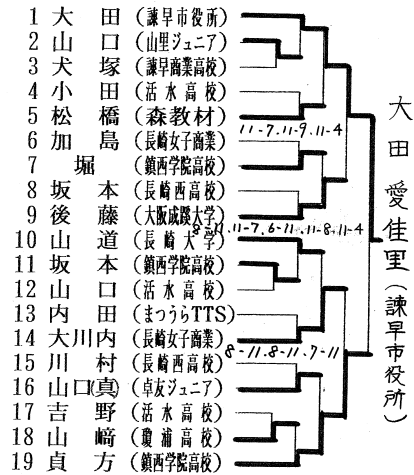 1 大田 (諫早市役所)
2 山口 (山里ジュニア)
3 犬塚 (諫早商業高校)
4 小田 (活水高校)
5 松橋 (森教材)
6 加島 (長崎女子商業)
7 堀 (鎮西学院高校)
8 坂本 (長崎西高校)
9 後藤 (大阪成蹊大学)
10 山道 (長崎大学)
11 坂本 (鎮西学院高校)
12 山口 (活水高校)
13 内田 (まつうらTTS)
14 大川内 (長崎女子商業)
15 川村 (長崎西高校)
16 山口(真) (卓友ジュニア)
17 吉野 (活水高校)
18 山﨑 (瓊浦高校)
19 貞方 (鎮西学院高校)
11-7, 11-9, 11-4
8-11, 11-7, 6-11, 11-8, 11-4
8-11, 8-11, 7-11
大田愛佳里(諫早市役所)